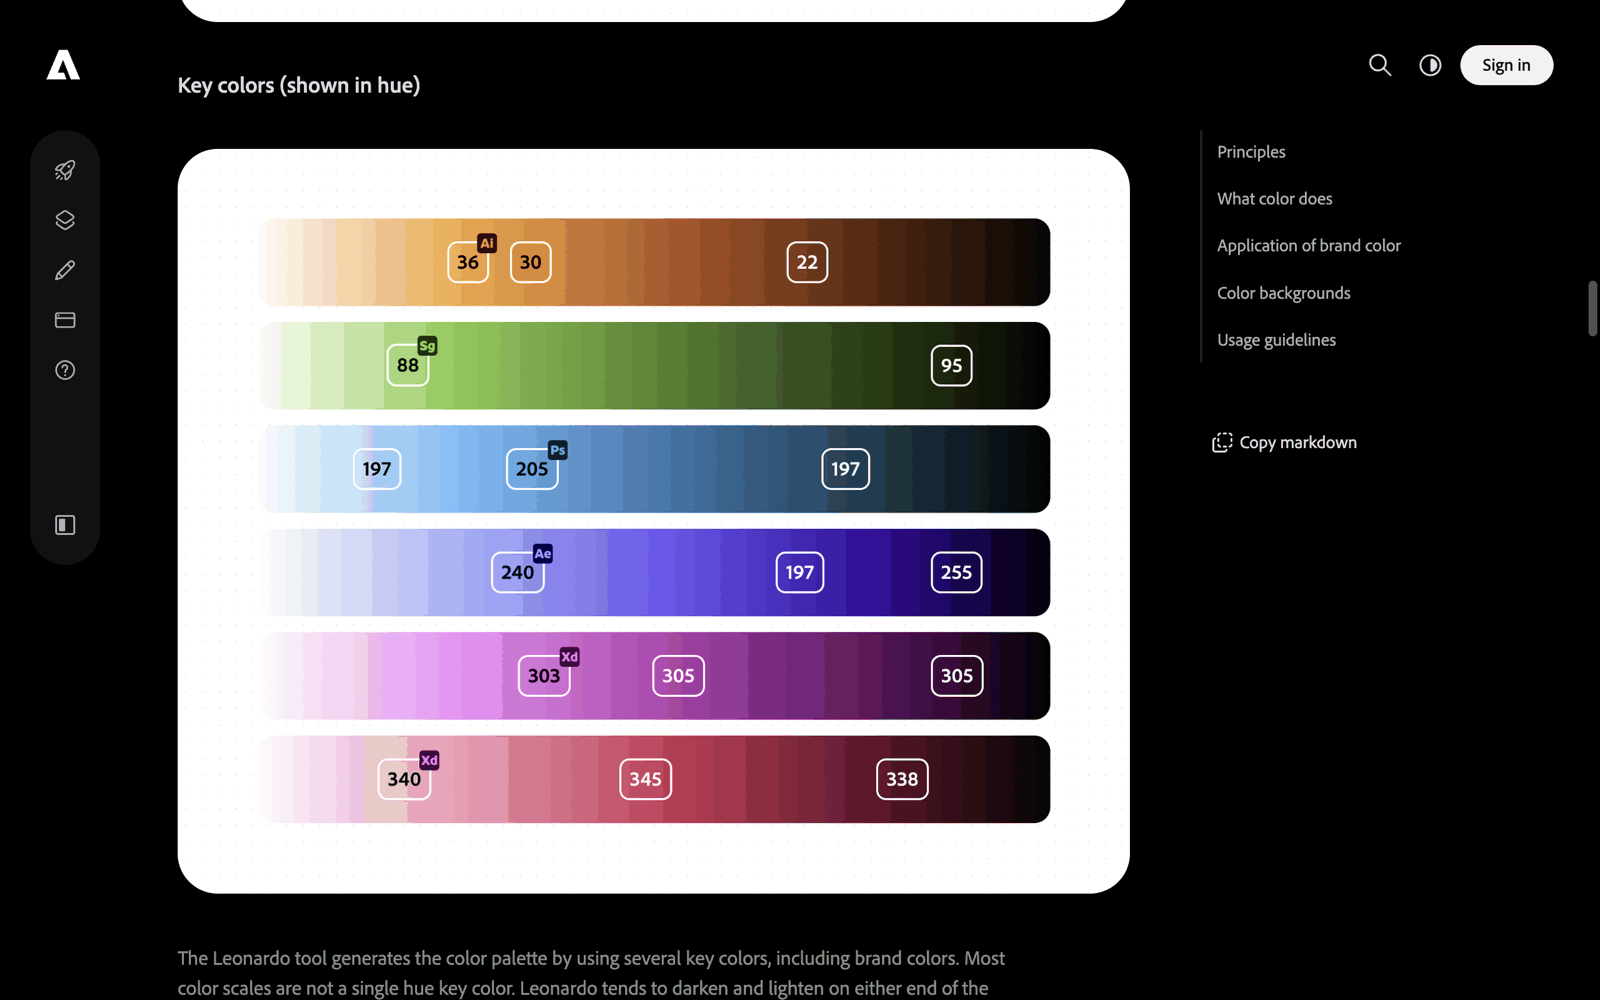 Key colors (shown in hue)
Sign in
Principles
What color does
Application of brand color
Color backgrounds
Usage guidelines
Copy markdown
36 Ai 30 22
88 Sg 95
197 205 Ps 197
240 Ae 197 255
303 Xd 305 305
340 Xd 345 338
The Leonardo tool generates the color palette by using several key colors, including brand colors. Most
color scales are not a single hue key color. Leonardo tends to darken and lighten on either end of the